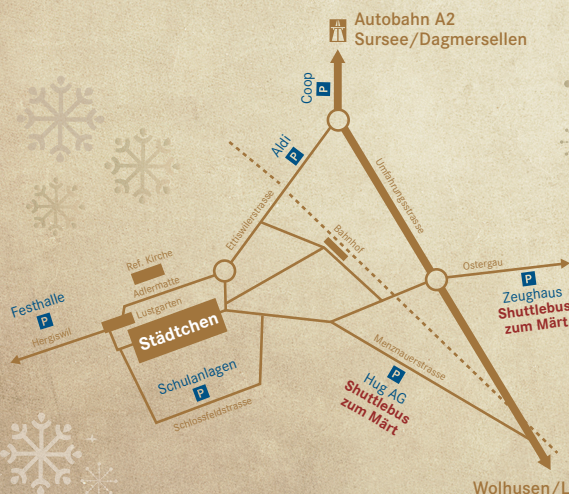 Autobahn A2
Sursee/Dagmersellen
Coop
P
Aldi
P
Umfahrungsstrasse
Ettiswilerstrasse
Bahnhof
Ref. Kirche
Ostergau
Adlermatte
P
Zeughaus
Shuttlebus
zum Märt
Festhalle
P
Lustgarten
Hergiswil
Städtchen
Menznauerstrasse
Schulanlagen
P
P
Hug AG
Shuttlebus
zum Märt
Schlossfeldstrasse
Wolhusen/L